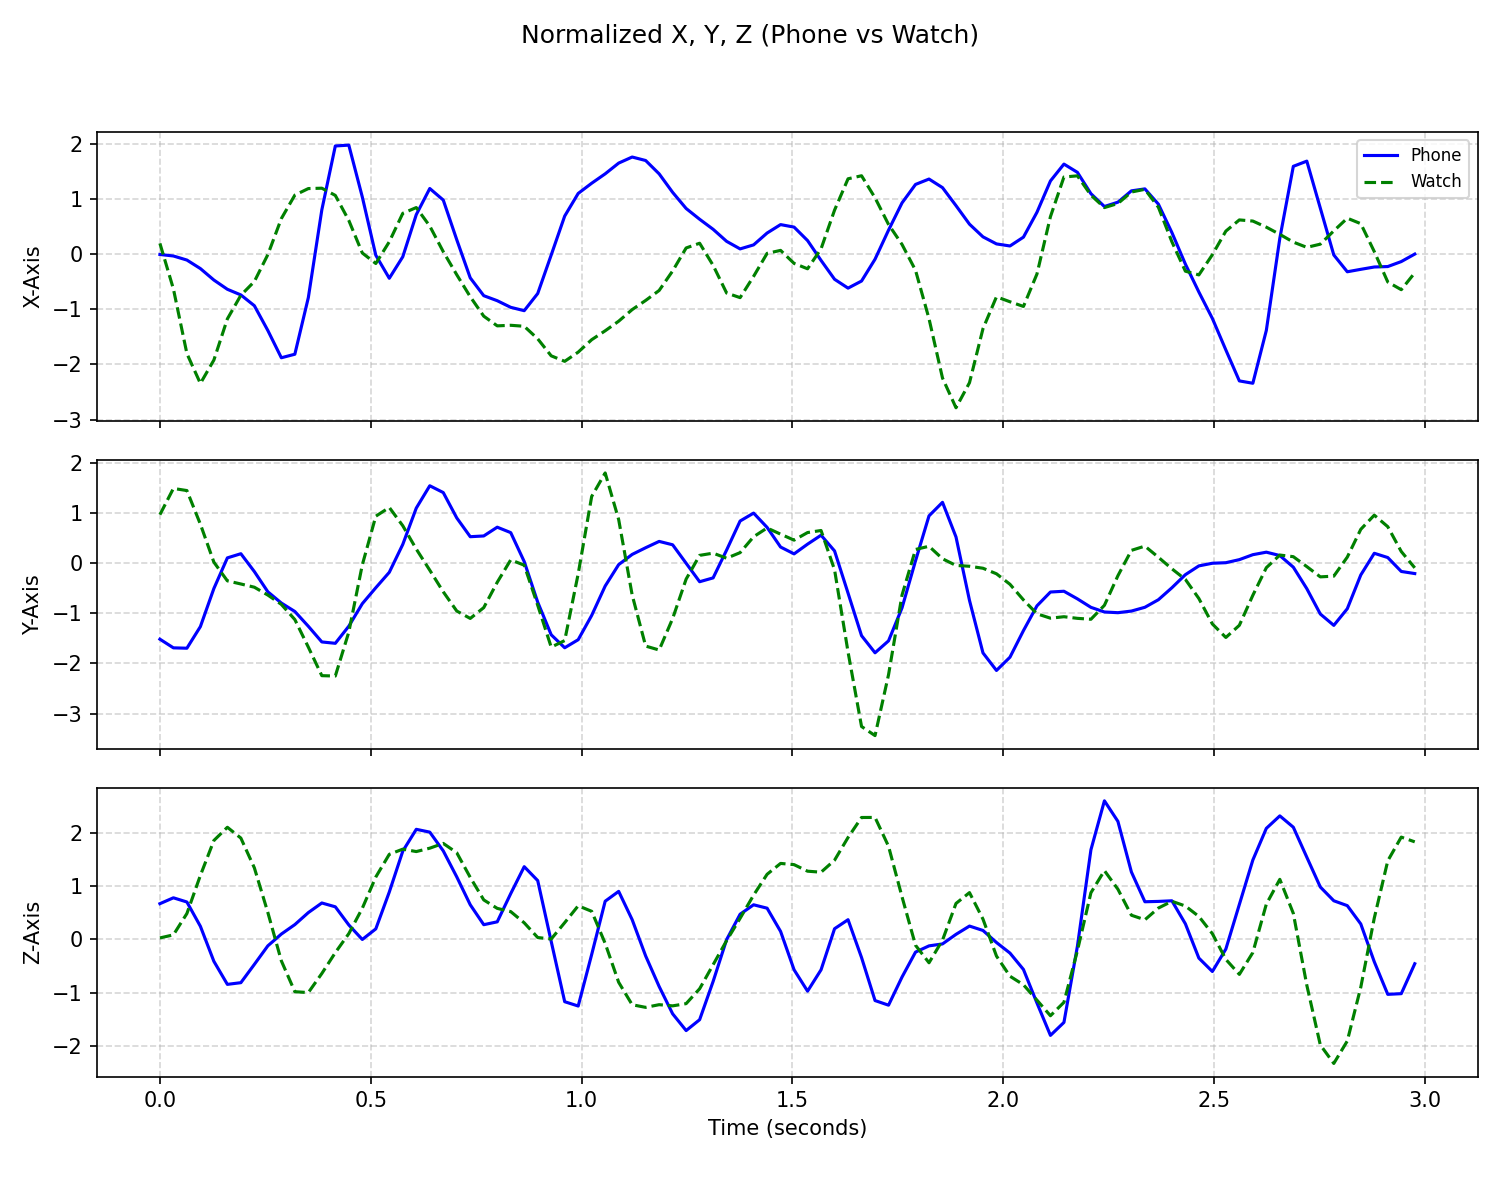 Normalized X, Y, Z (Phone vs Watch)
2
1
0
−1
−2
−3
X-Axis
Phone
Watch
2
1
0
−1
−2
−3
Y-Axis
2
1
0
−1
−2
Z-Axis
0.0 0.5 1.0 1.5 2.0 2.5 3.0
Time (seconds)